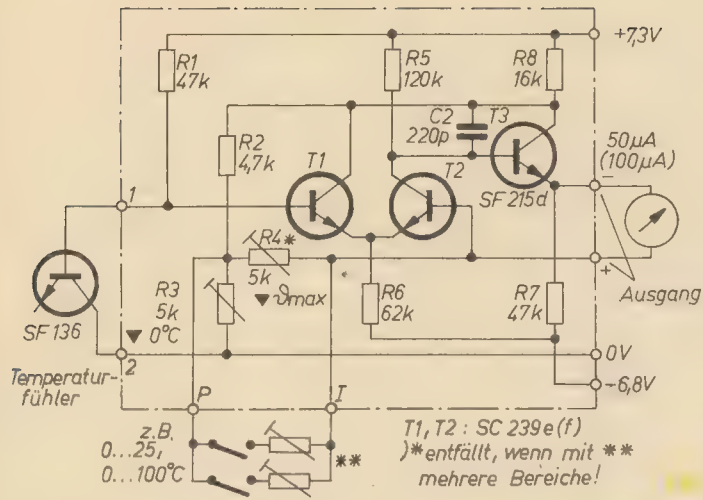 +7,3V
R1
47k
R5
120k
R8
16k
R2
4,7k
C2
220p
T3
T1
T2
SF 215d
50µA
(100µA)
−
1
R4*
5k
▼ϑmax
R3
5k
▼
0°C
SF 136
2
R6
62k
R7
47k
+
Ausgang
0V
−6,8V
Temperatur-
fühler
P
I
z.B.
0...25,
0...100°C
**
T1, T2 : SC 239e(f)
)* entfällt, wenn mit **
mehrere Bereiche!